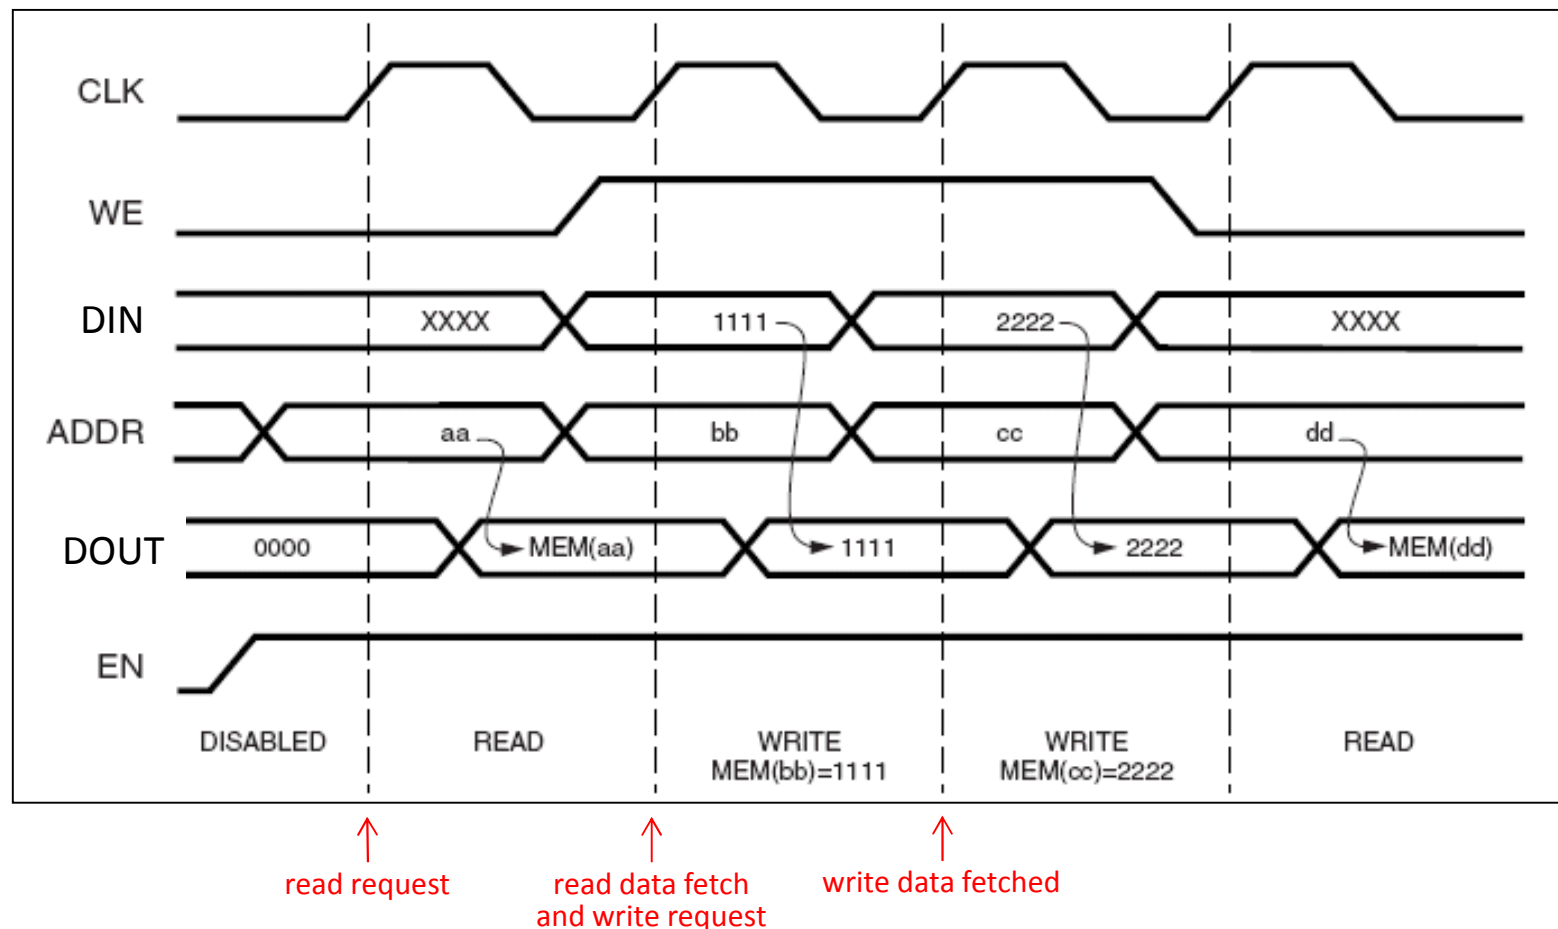 CLK
WE
DIN
XXXX
1111
2222
XXXX
ADDR
aa
bb
cc
dd
DOUT
0000
MEM(aa)
1111
2222
MEM(dd)
EN
DISABLED
READ
WRITE
MEM(bb)=1111
WRITE
MEM(cc)=2222
READ
read request
read data fetch
and write request
write data fetched